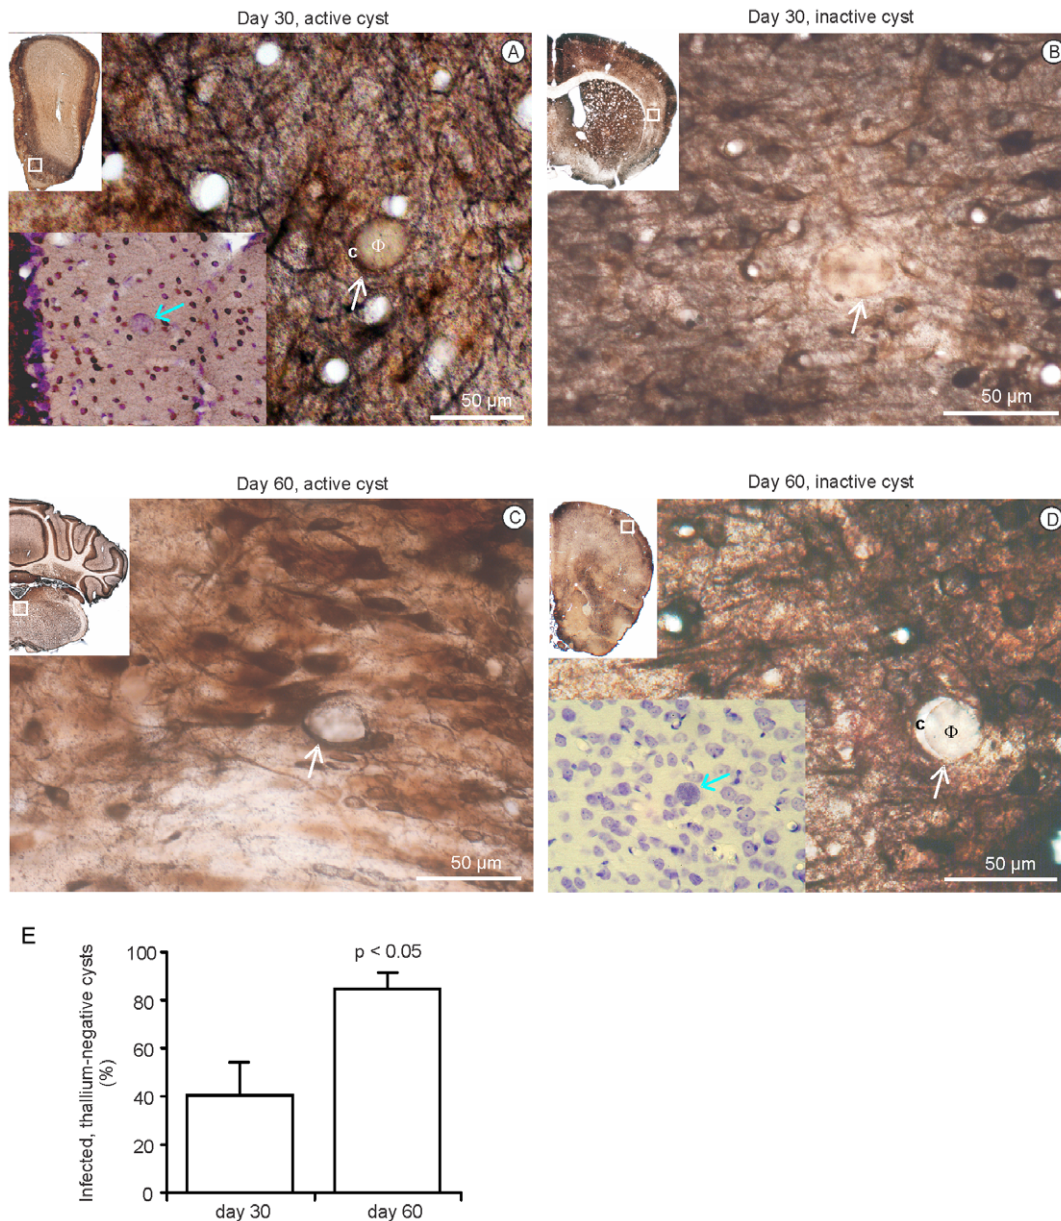 Day 30, active cyst
Day 30, inactive cyst
A
B
Φ
c
50 µm
50 µm
Day 60, active cyst
Day 60, inactive cyst
C
D
c
Φ
50 µm
50 µm
E
Infected, thallium-negative cysts
(%)
100
80
60
40
20
0
p < 0.05
day 30
day 60